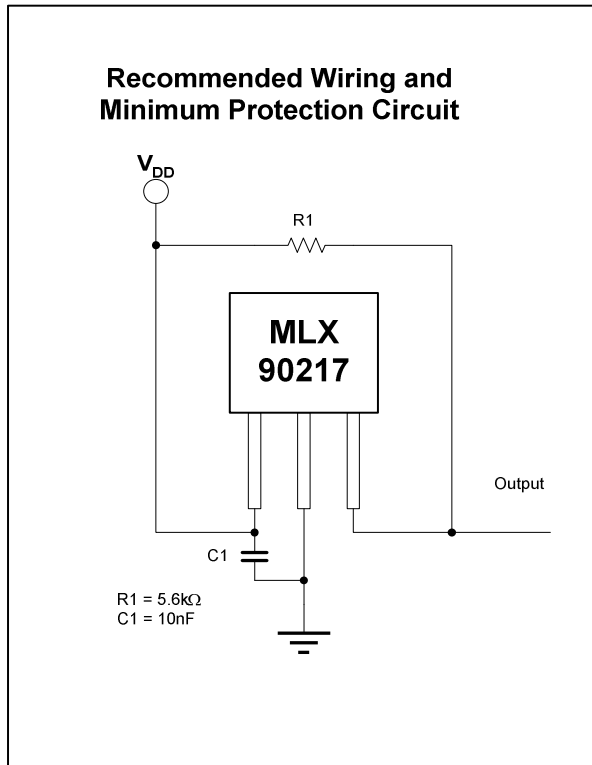 Recommended Wiring and
Minimum Protection Circuit
VDD
R1
MLX
90217
Output
C1
R1 = 5.6kΩ
C1 = 10nF